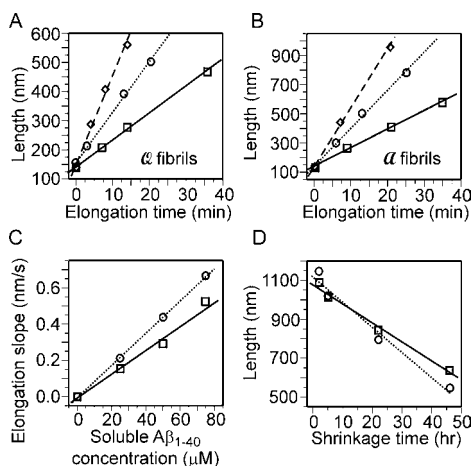 A
600
500
400
300
200
100
Length (nm)
a fibrils
0 10 20 30 40
Elongation time (min)
B
900
700
500
300
100
Length (nm)
a fibrils
0 10 20 30 40
Elongation time (min)
C
0.6
0.4
0.2
0.0
Elongation slope (nm/s)
0 20 40 60 80
Soluble Aβ1-40
concentration (μM)
D
1100
900
700
500
Length (nm)
0 10 20 30 40 50
Shrinkage time (hr)